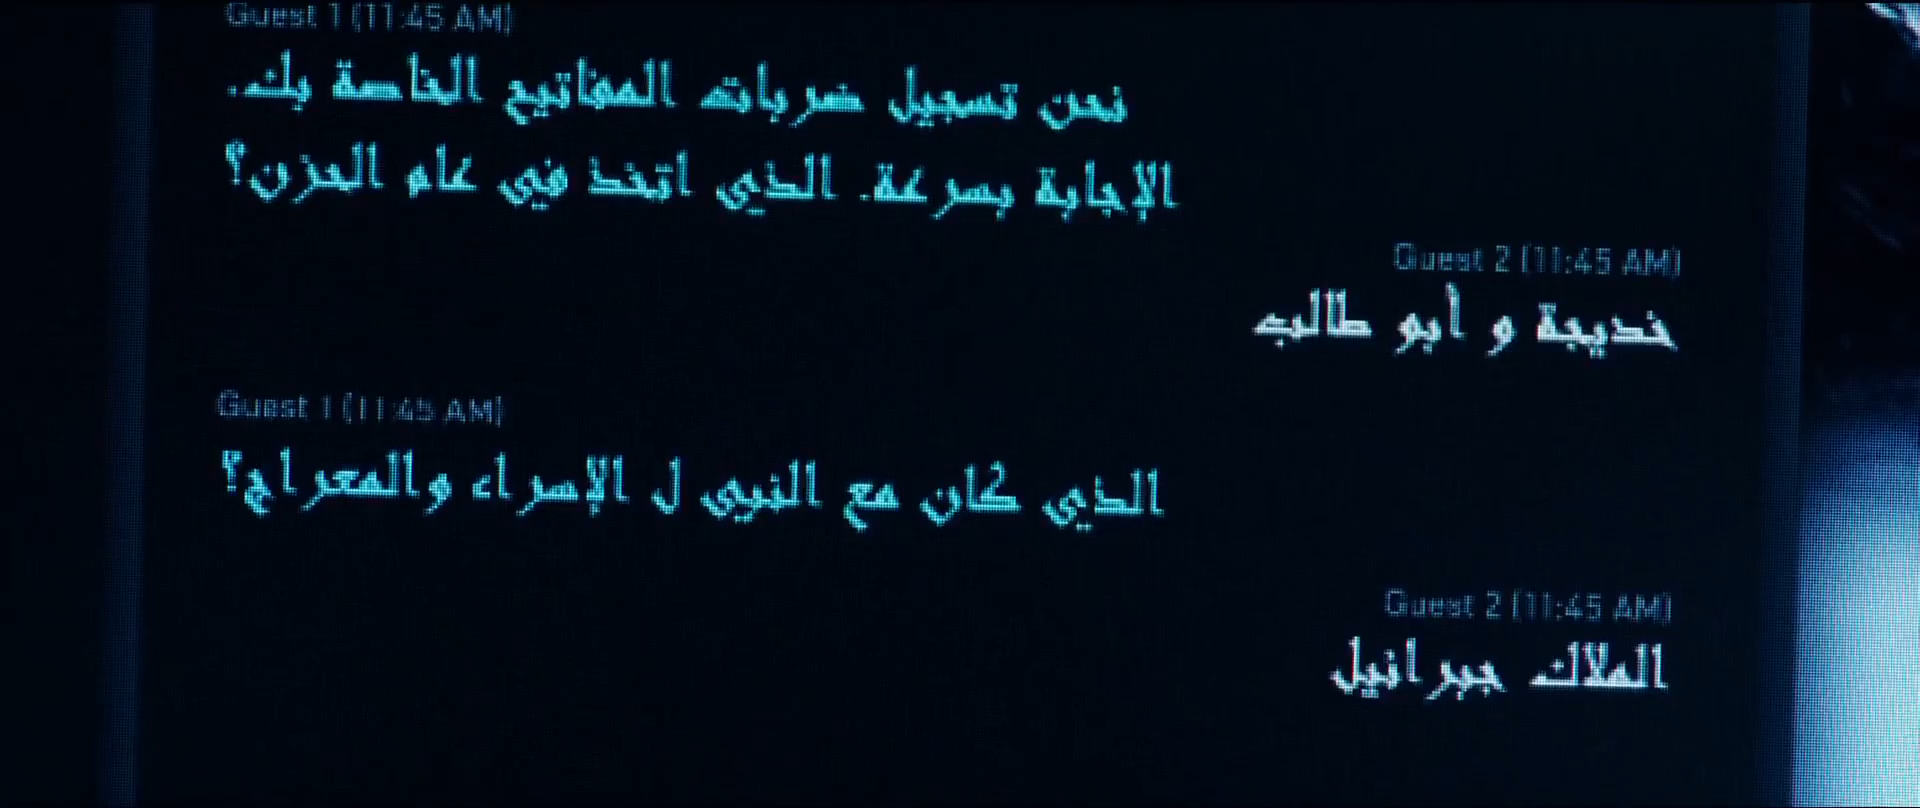 Guest 1 (11:45 AM)
نحن تسجيل ضربات المفاتيح الخاصة بك.
الإجابة بسرعة. الذي اتخذ في عام الحزن؟
Guest 2 (11:45 AM)
خديجة و أبو طالب
Guest 1 (11:45 AM)
الذي كان مع النبي ل الإسراء والمعراج؟
Guest 2 (11:45 AM)
الملاك جبرائيل